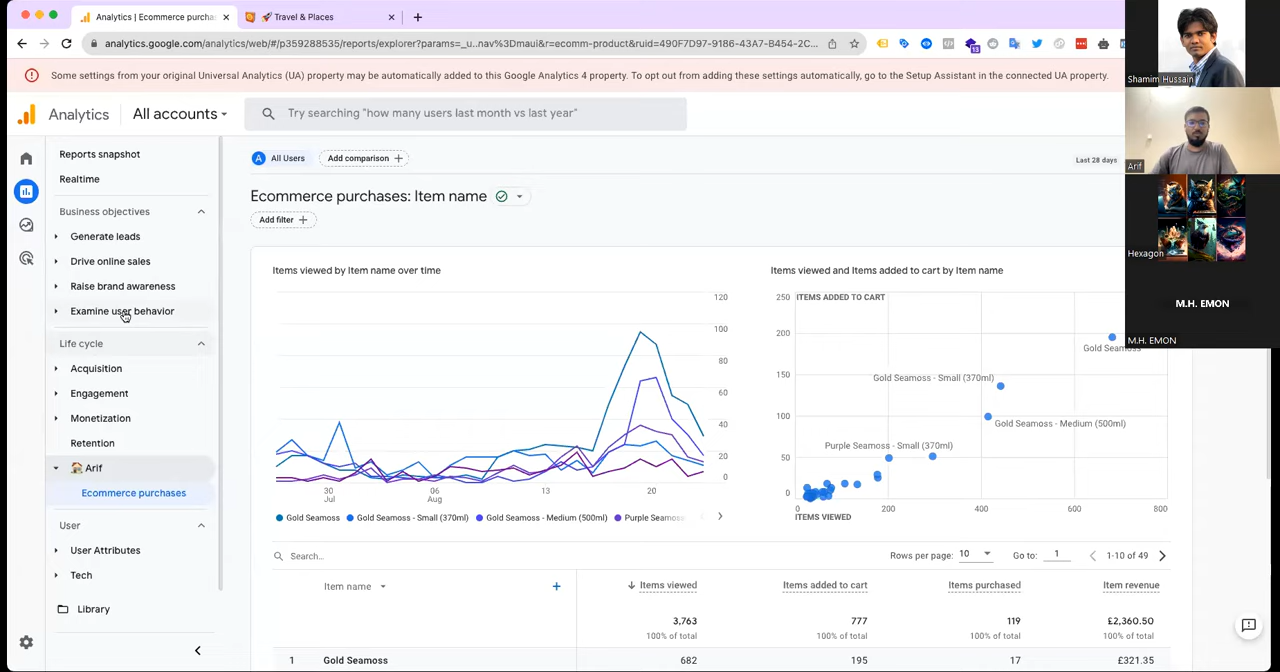 Analytics | Ecommerce purchas
Travel & Places
analytics.google.com/analytics/web/#/p359288535/reports/explorer?params=_u..nav%3Dmaui&r=ecomm-product&ruid=490F7D97-9186-43A7-B454-2C...
13
Some settings from your original Universal Analytics (UA) property may be automatically added to this Google Analytics 4 property. To opt out from adding these settings automatically, go to the Setup Assistant in the connected UA property.
Analytics
All accounts
Try searching "how many users last month vs last year"
Shamim Hussain
Arif
Hexagon
M.H. EMON
M.H. EMON
Reports snapshot
Realtime
Business objectives
Generate leads
Drive online sales
Raise brand awareness
Examine user behavior
Life cycle
Acquisition
Engagement
Monetization
Retention
Arif
Ecommerce purchases
User
User Attributes
Tech
Library
A All Users
Add comparison +
Last 28 days
Ecommerce purchases: Item name
Add filter +
Items viewed by Item name over time
120
100
80
60
40
20
0
30
Jul
06
Aug
13
20
Gold Seamoss
Gold Seamoss - Small (370ml)
Gold Seamoss - Medium (500ml)
Purple Seamoss
Items viewed and Items added to cart by Item name
ITEMS ADDED TO CART
250
200
150
100
50
0
Gold Seamoss
Gold Seamoss - Small (370ml)
Gold Seamoss - Medium (500ml)
Purple Seamoss - Small (370ml)
0
200
400
600
800
ITEMS VIEWED
Search...
Rows per page: 10
Go to: 1
1-10 of 49
Item name
+
Items viewed
Items added to cart
Items purchased
Item revenue
3,763
777
119
£2,360.50
100% of total
100% of total
100% of total
100% of total
1
Gold Seamoss
682
195
17
£321.35